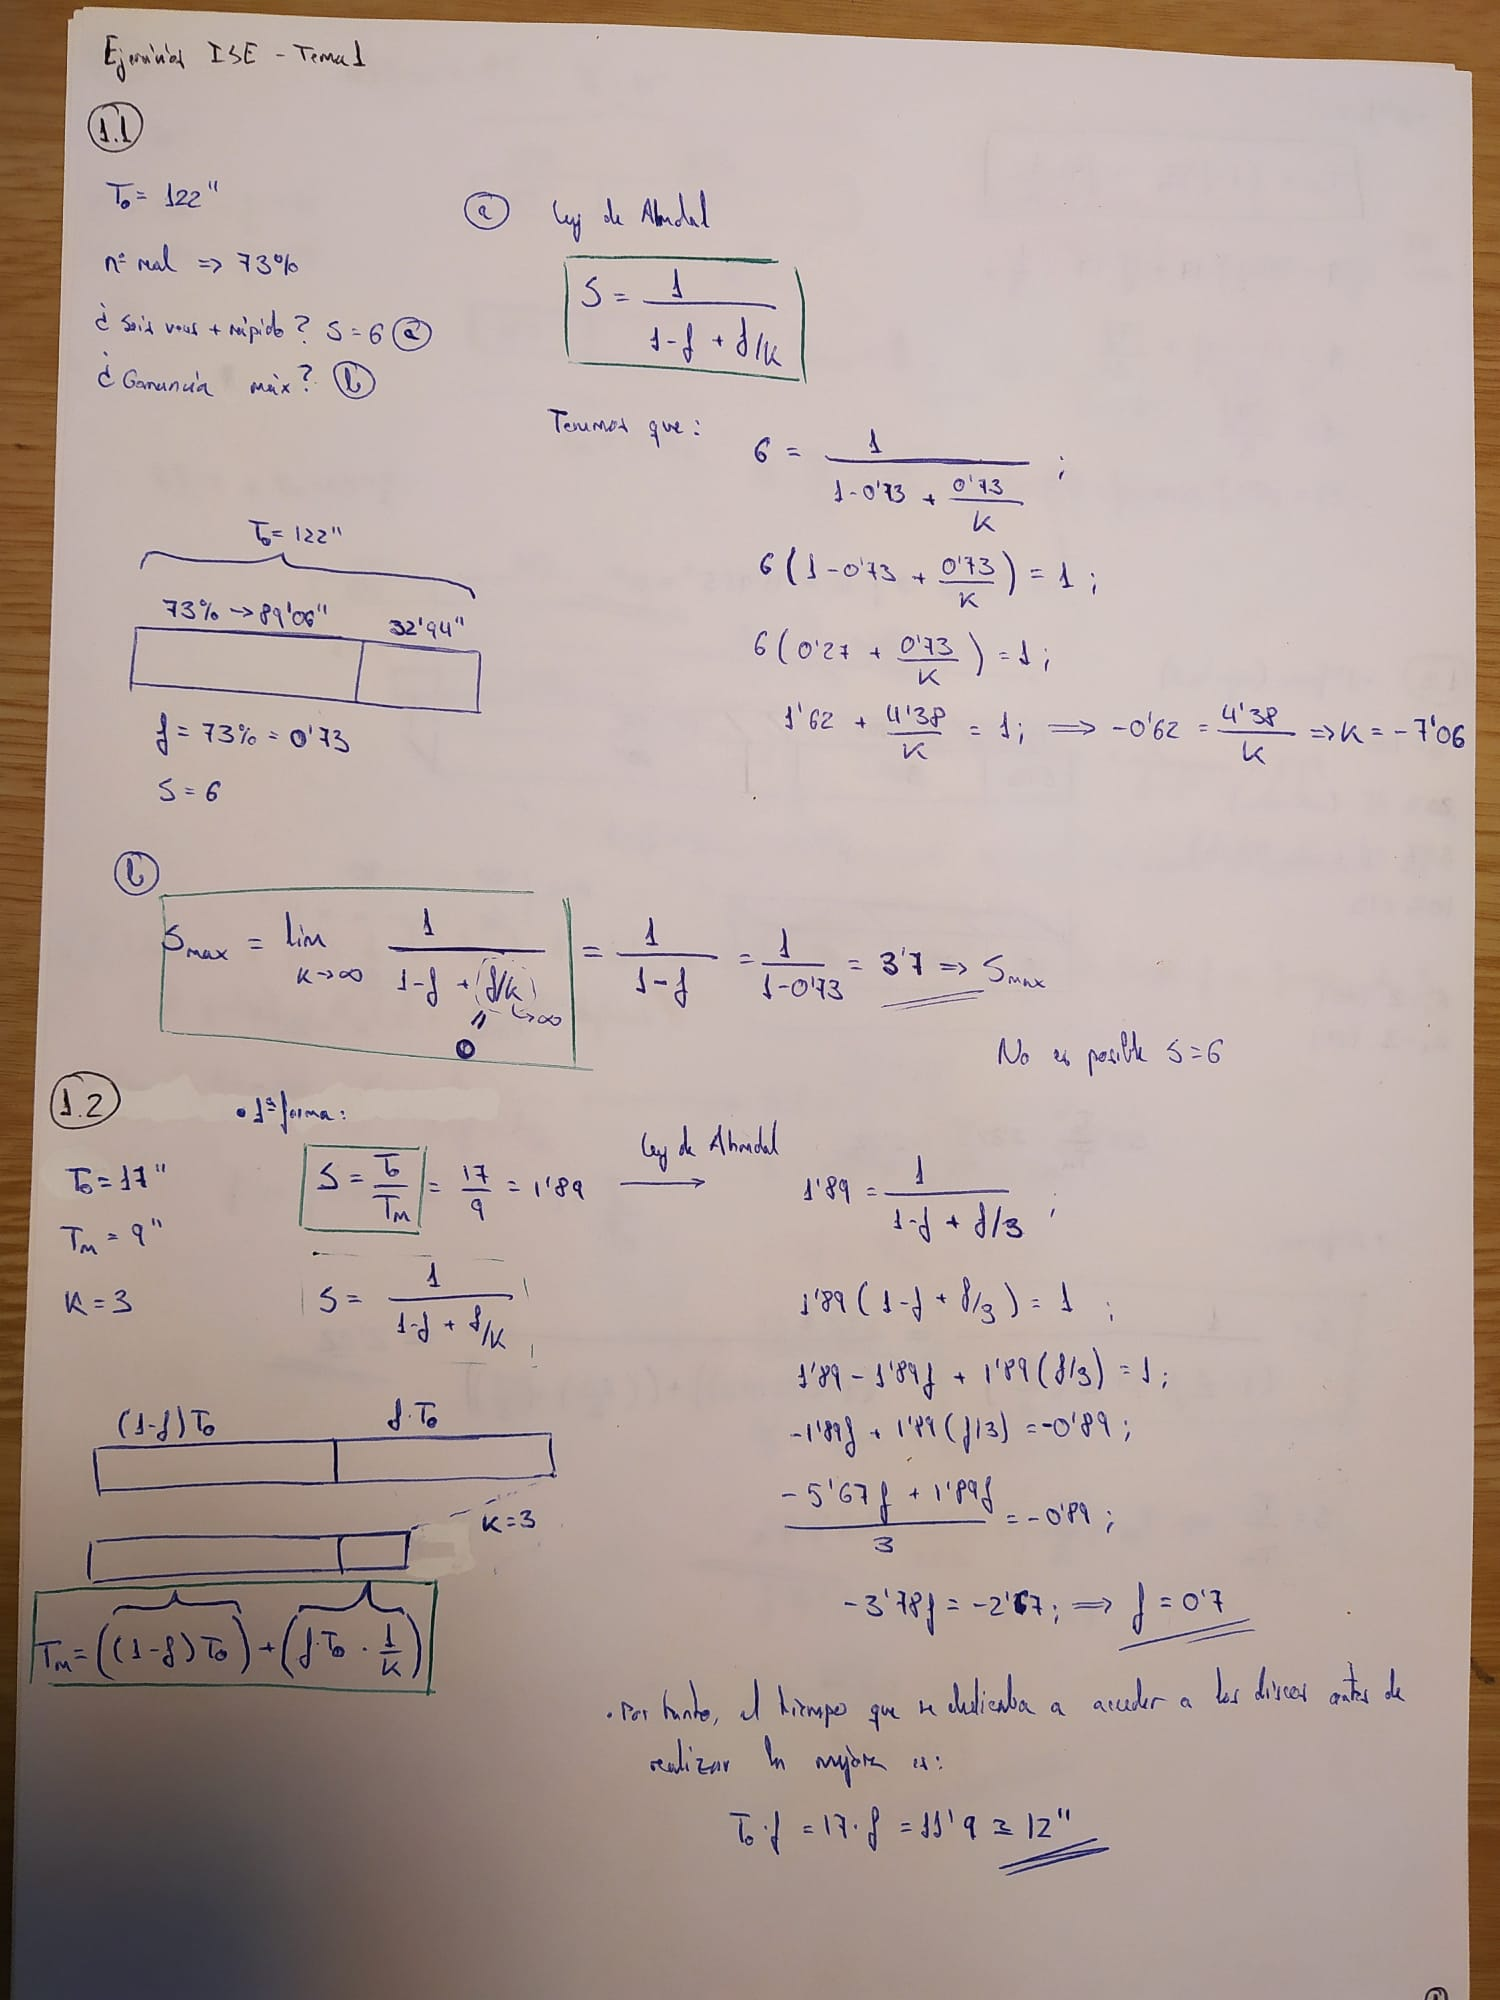 Ejercicios ISE - Tema 1
1.1
T₀ = 122"
nº real => 73%
¿ Seis veces + rápido? S = 6 (a)
¿ Ganancia máx? (b)
(a) Ley de Ahmdal
S = 1 / (1-f + f/k)
Tenemos que: 6 = 1 / (1-0'73 + 0'73/K) ;
6 (1-0'73 + 0'73/K) = 1 ;
6 (0'27 + 0'73/K) = 1 ;
1'62 + 4'38/K = 1 ; => -0'62 = 4'38/K => K = -7'06
T₀ = 122"
73% → 89'06" 32'94"
f = 73% = 0'73
S = 6
(b)
Smax = lim K→∞ 1 / (1-f + f/k) = 1 / (1-f) = 1 / (1-0'73) = 3'7 => Smax
↳∞
"
0
No es posible S = 6
1.2
• 1ª forma:
T₀ = 17"
TM = 9"
K = 3
S = T₀/TM = 17/9 = 1'89
S = 1 / (1-f + f/k)
Ley de Ahmdal
1'89 = 1 / (1-f + f/3) ;
1'89 (1-f + f/3) = 1 ;
1'89 - 1'89f + 1'89 (f/3) = 1 ;
-1'89f + 1'89 (f/3) = -0'89 ;
(-5'67f + 1'89f) / 3 = -0'89 ;
-3'78f = -2'67 ; => f = 0'7
(1-f) T₀ f·T₀
K = 3
TM = ((1-f) T₀) + (f·T₀ · 1/K)
• Por tanto, el tiempo que se dedicaba a acceder a los discos antes de
realizar la mejora es:
T₀·f = 17·f = 11'9 ≃ 12"